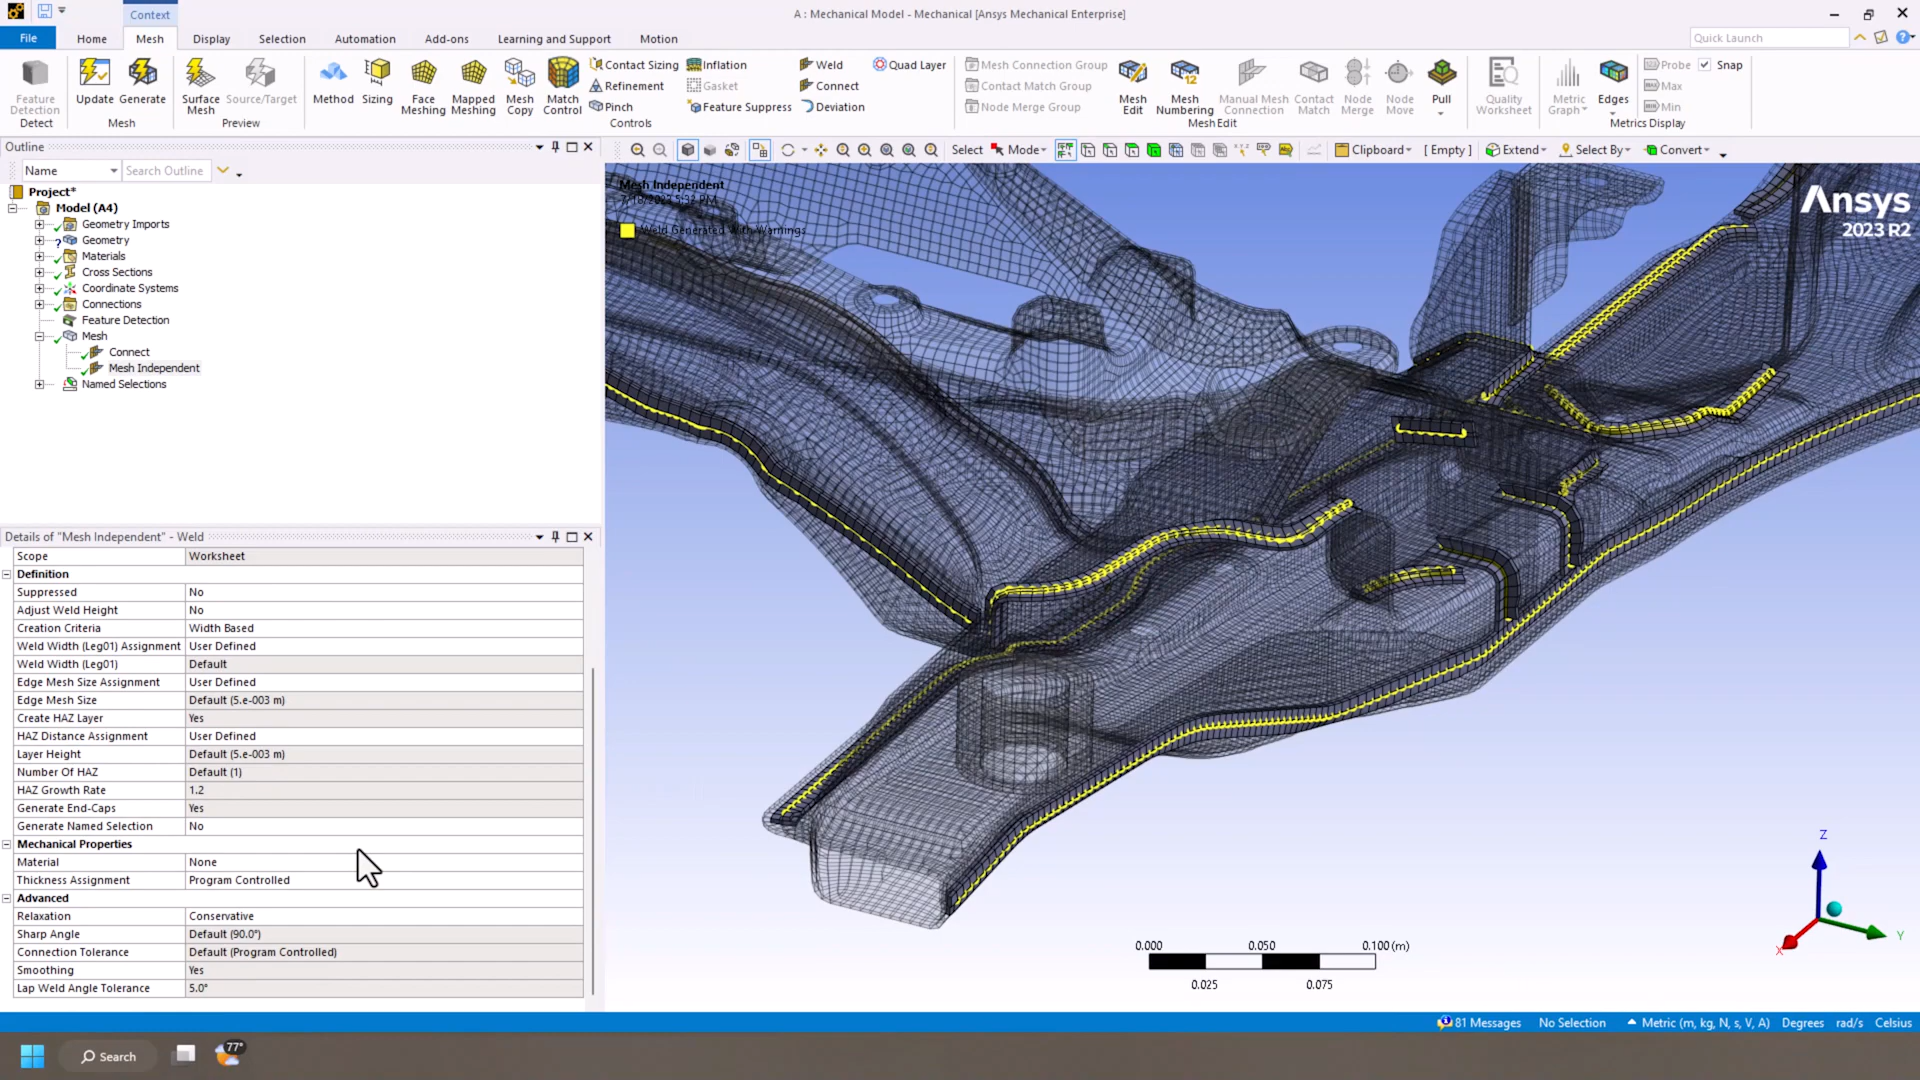 Context
A : Mechanical Model - Mechanical [Ansys Mechanical Enterprise]
File Home Mesh Display Selection Automation Add-ons Learning and Support Motion
Quick Launch
Feature Detection
Detect
Update
Generate
Mesh
Surface Mesh
Source/Target
Preview
Method
Sizing
Face Meshing
Mapped Meshing
Mesh Copy
Match Control
Contact Sizing
Refinement
Pinch
Inflation
Gasket
Feature Suppress
Weld
Connect
Deviation
Quad Layer
Controls
Mesh Connection Group
Contact Match Group
Node Merge Group
Mesh Edit
Mesh Numbering
Manual Mesh Connection
Contact Match
Node Merge
Node Move
Pull
Mesh Edit
Quality Worksheet
Metric Graph
Edges
Probe
Snap
Max
Min
Metrics Display
Outline
Name
Search Outline
Select Mode Clipboard [ Empty ] Extend Select By Convert
Project*
Model (A4)
Geometry Imports
Geometry
Materials
Cross Sections
Coordinate Systems
Connections
Feature Detection
Mesh
Connect
Mesh Independent
Named Selections
Details of "Mesh Independent" - Weld
Scope Worksheet
Definition
Suppressed No
Adjust Weld Height No
Creation Criteria Width Based
Weld Width (Leg01) Assignment User Defined
Weld Width (Leg01) Default
Edge Mesh Size Assignment User Defined
Edge Mesh Size Default (5.e-003 m)
Create HAZ Layer Yes
HAZ Distance Assignment User Defined
Layer Height Default (5.e-003 m)
Number Of HAZ Default (1)
HAZ Growth Rate 1.2
Generate End-Caps Yes
Generate Named Selection No
Mechanical Properties
Material None
Thickness Assignment Program Controlled
Advanced
Relaxation Conservative
Sharp Angle Default (90.0°)
Connection Tolerance Default (Program Controlled)
Smoothing Yes
Lap Weld Angle Tolerance 5.0°
Mesh Independent
5:32 PM
Weld Generated With Warnings
Ansys
2023 R2
0.000 0.050 0.100 (m)
0.025 0.075
Z
Y
X
81 Messages No Selection Metric (m, kg, N, s, V, A) Degrees rad/s Celsius
Search
77°